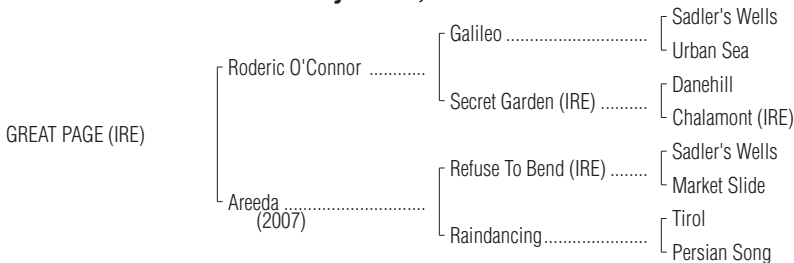 Sadler's Wells
Galileo ..............................
Urban Sea
Roderic O'Connor ............
Danehill
Secret Garden (IRE) ..........
Chalamont (IRE)
GREAT PAGE (IRE)
Sadler's Wells
Refuse To Bend (IRE) ........
Market Slide
Areeda ..............................
(2007)
Tirol
Raindancing......................
Persian Song